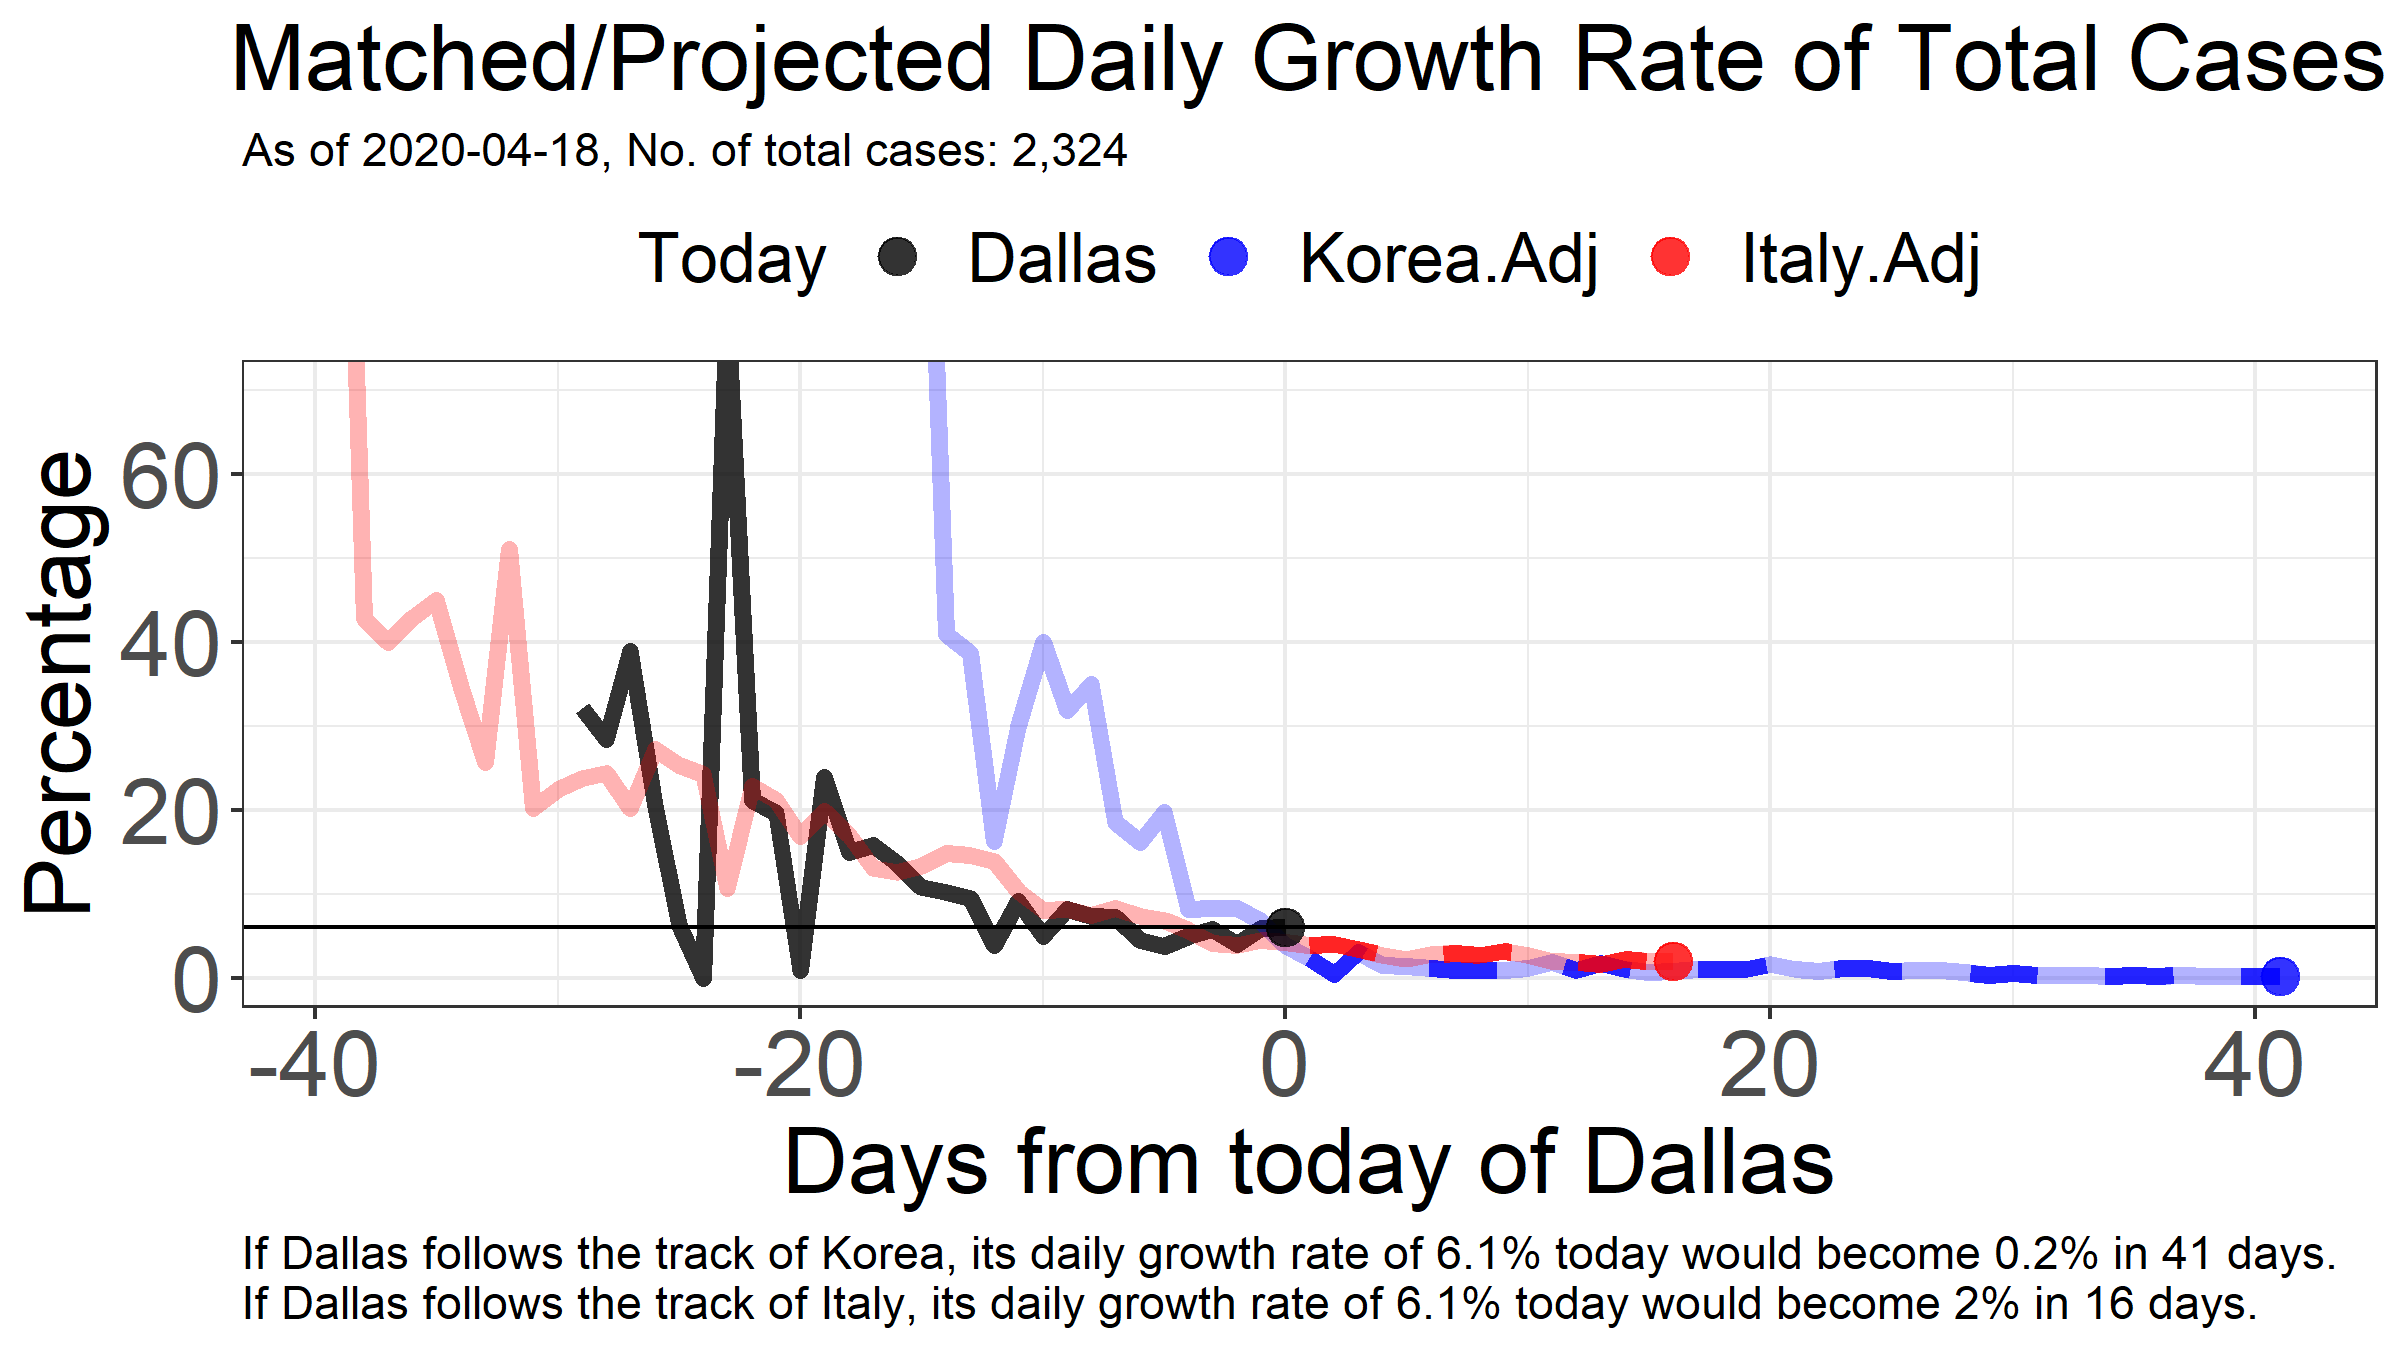 Matched/Projected Daily Growth Rate of Total Cases
As of 2020-04-18, No. of total cases: 2,324
Today Dallas Korea.Adj Italy.Adj
Percentage
60
40
20
0
-40 -20 0 20 40
Days from today of Dallas
If Dallas follows the track of Korea, its daily growth rate of 6.1% today would become 0.2% in 41 days.
If Dallas follows the track of Italy, its daily growth rate of 6.1% today would become 2% in 16 days.